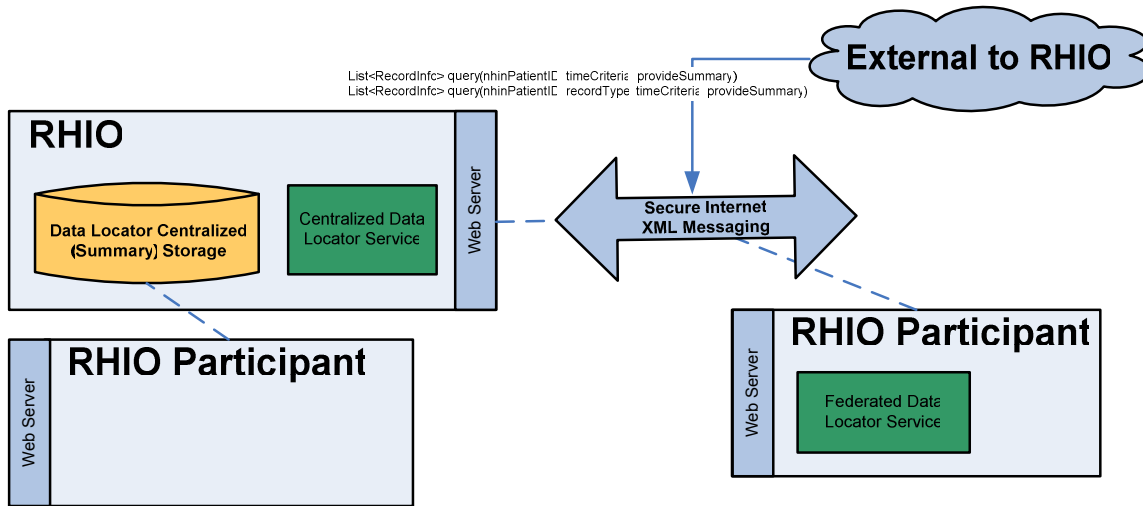 External to RHIO
List<RecordInfc> query(nhinPatientID timeCriteria provideSummary)
List<RecordInfc> query(nhinPatientID recordType timeCriteria provideSummary)
RHIO
Web Server
Data Locator Centralized
(Summary) Storage
Centralized Data
Locator Service
Secure Internet
XML Messaging
RHIO Participant
Web Server
RHIO Participant
Web Server
Federated Data
Locator Service